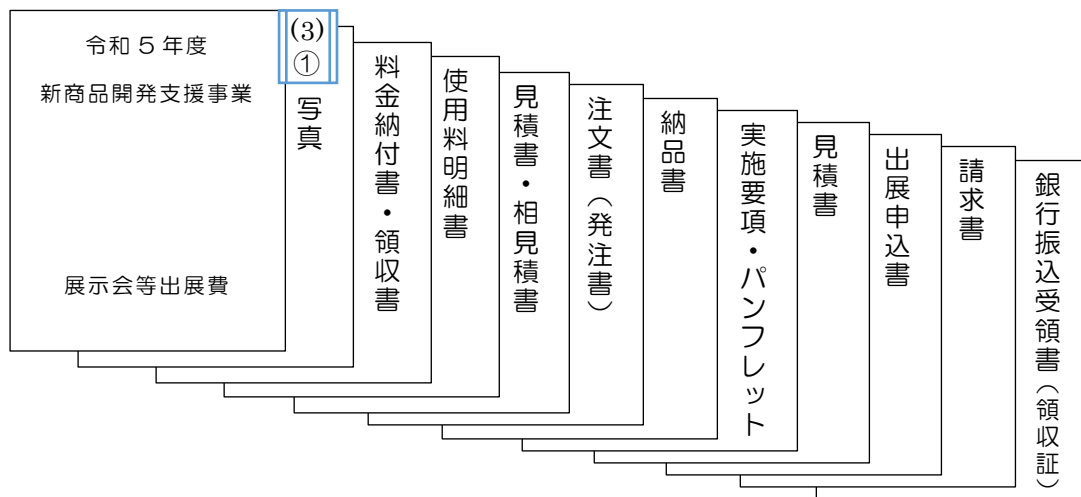 令和5年度
新商品開発支援事業
展示会等出展費
(3)
①
写真
料金納付書・領収書
使用料明細書
見積書・相見積書
注文書(発注書)
納品書
実施要項・パンフレット
見積書
出展申込書
請求書
銀行振込受領書(領収証)